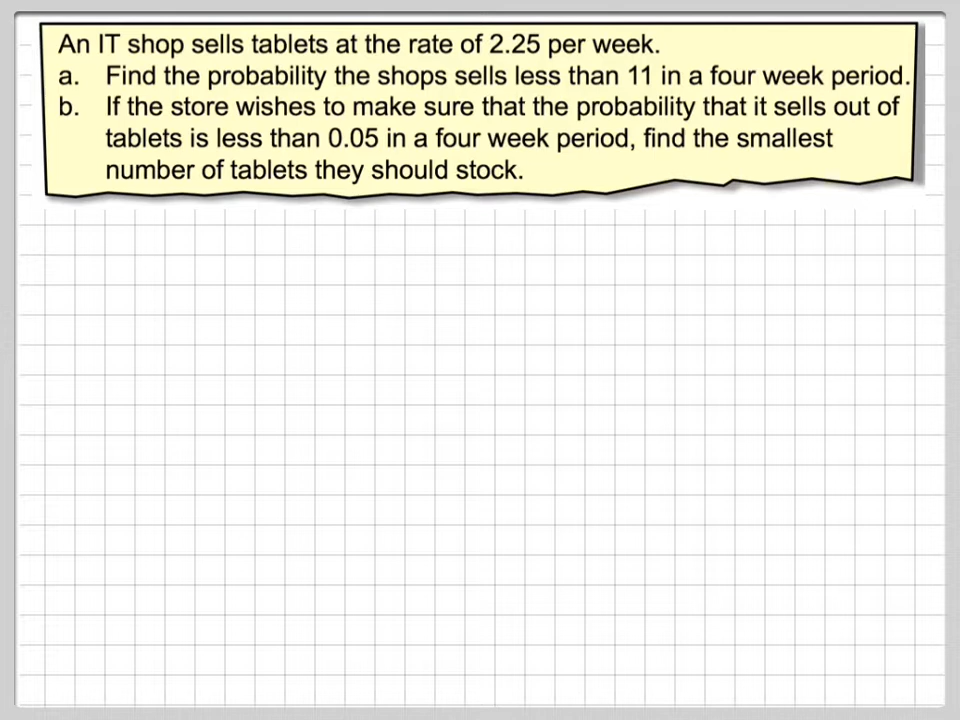 An IT shop sells tablets at the rate of 2.25 per week.
a. Find the probability the shops sells less than 11 in a four week period.
b. If the store wishes to make sure that the probability that it sells out of
tablets is less than 0.05 in a four week period, find the smallest
number of tablets they should stock.